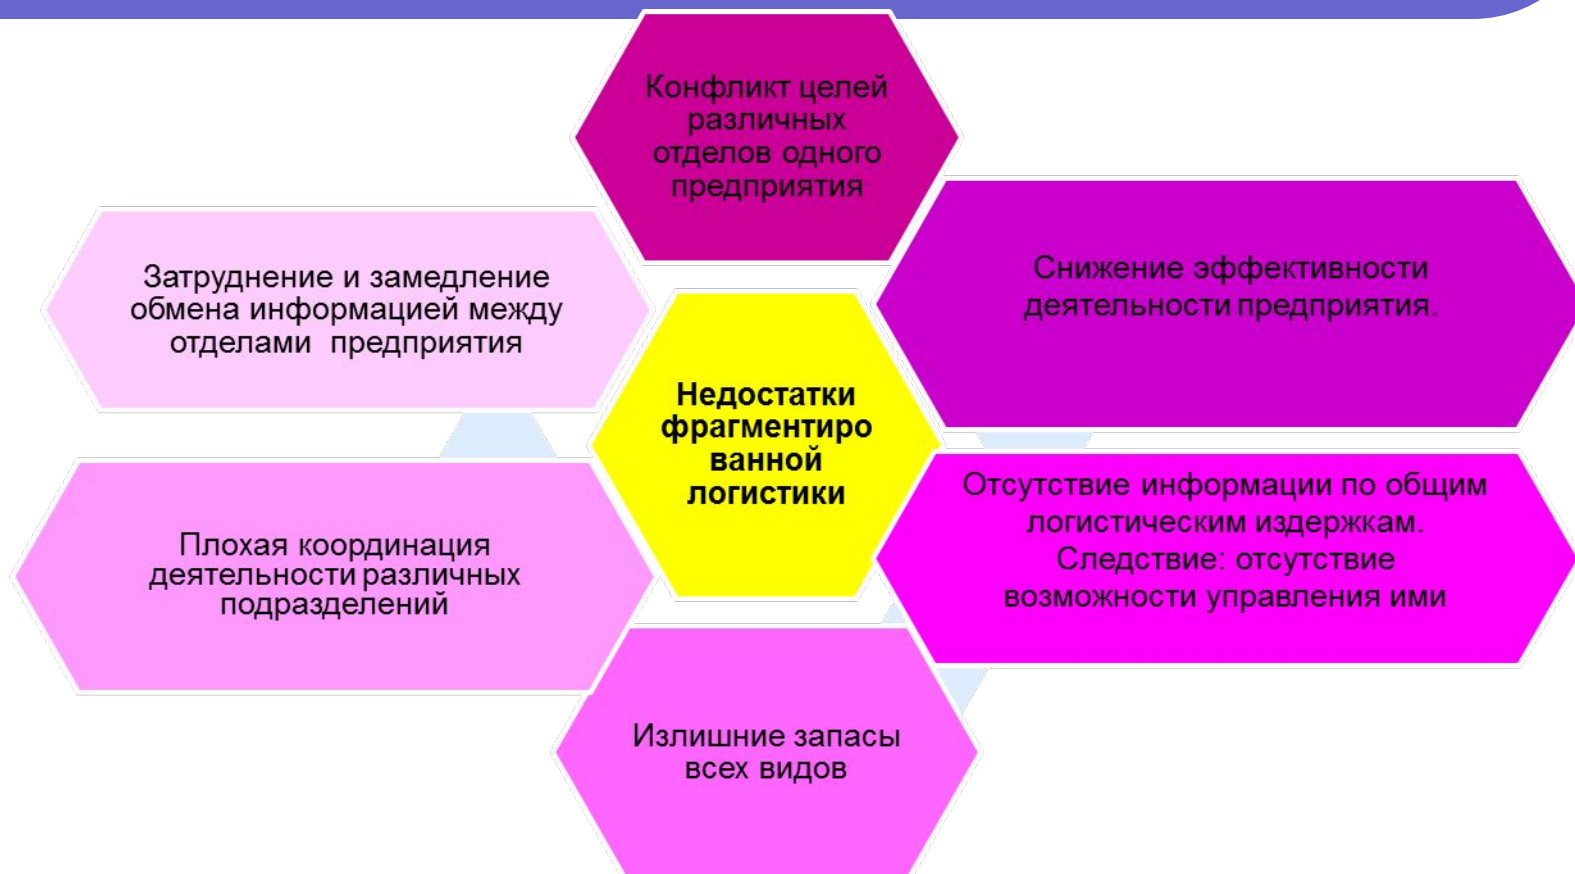 Конфликт целей
различных
отделов одного
предприятия
Снижение эффективности
деятельности предприятия.
Затруднение и замедление
обмена информацией между
отделами предприятия
Недостатки
фрагментиро
ванной
логистики
Отсутствие информации по общим
логистическим издержкам.
Следствие: отсутствие
возможности управления ими
Плохая координация
деятельности различных
подразделений
Излишние запасы
всех видов